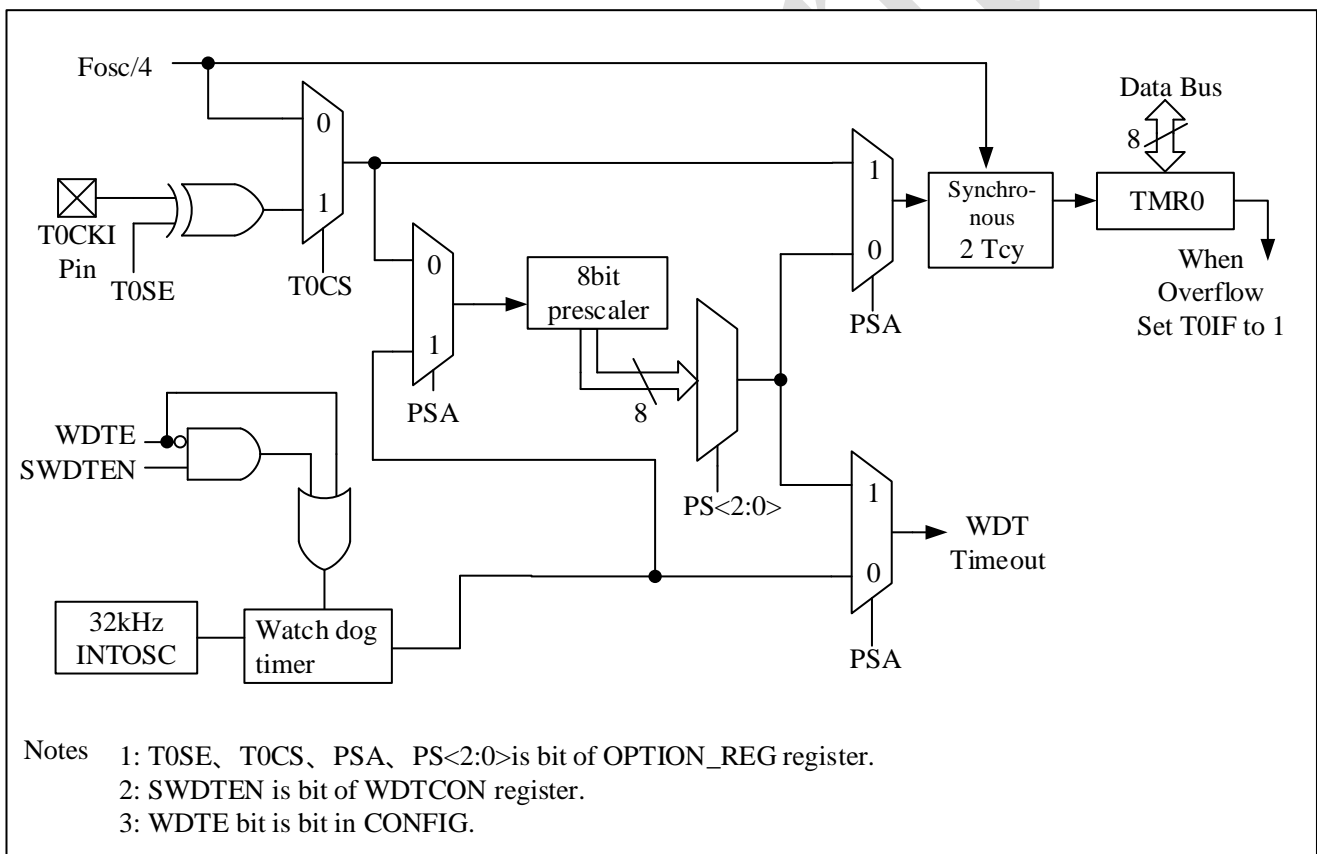 Fosc/4
Data Bus
8
0
1
T0CKI
Pin
T0SE
T0CS
0
1
PSA
8bit
prescaler
8
PS<2:0>
1
0
PSA
Synchro-
nous
2 Tcy
TMR0
When
Overflow
Set T0IF to 1
WDTE
SWDTEN
32kHz
INTOSC
Watch dog
timer
1
0
PSA
WDT
Timeout
Notes 1: T0SE、T0CS、PSA、PS<2:0>is bit of OPTION_REG register.
2: SWDTEN is bit of WDTCON register.
3: WDTE bit is bit in CONFIG.